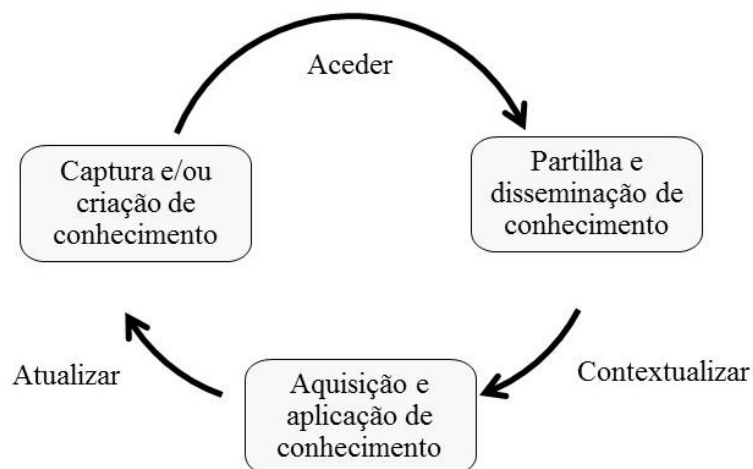 Aceder
Captura e/ou
criação de
conhecimento
Partilha e
disseminação de
conhecimento
Contextualizar
Aquisição e
aplicação de
conhecimento
Atualizar